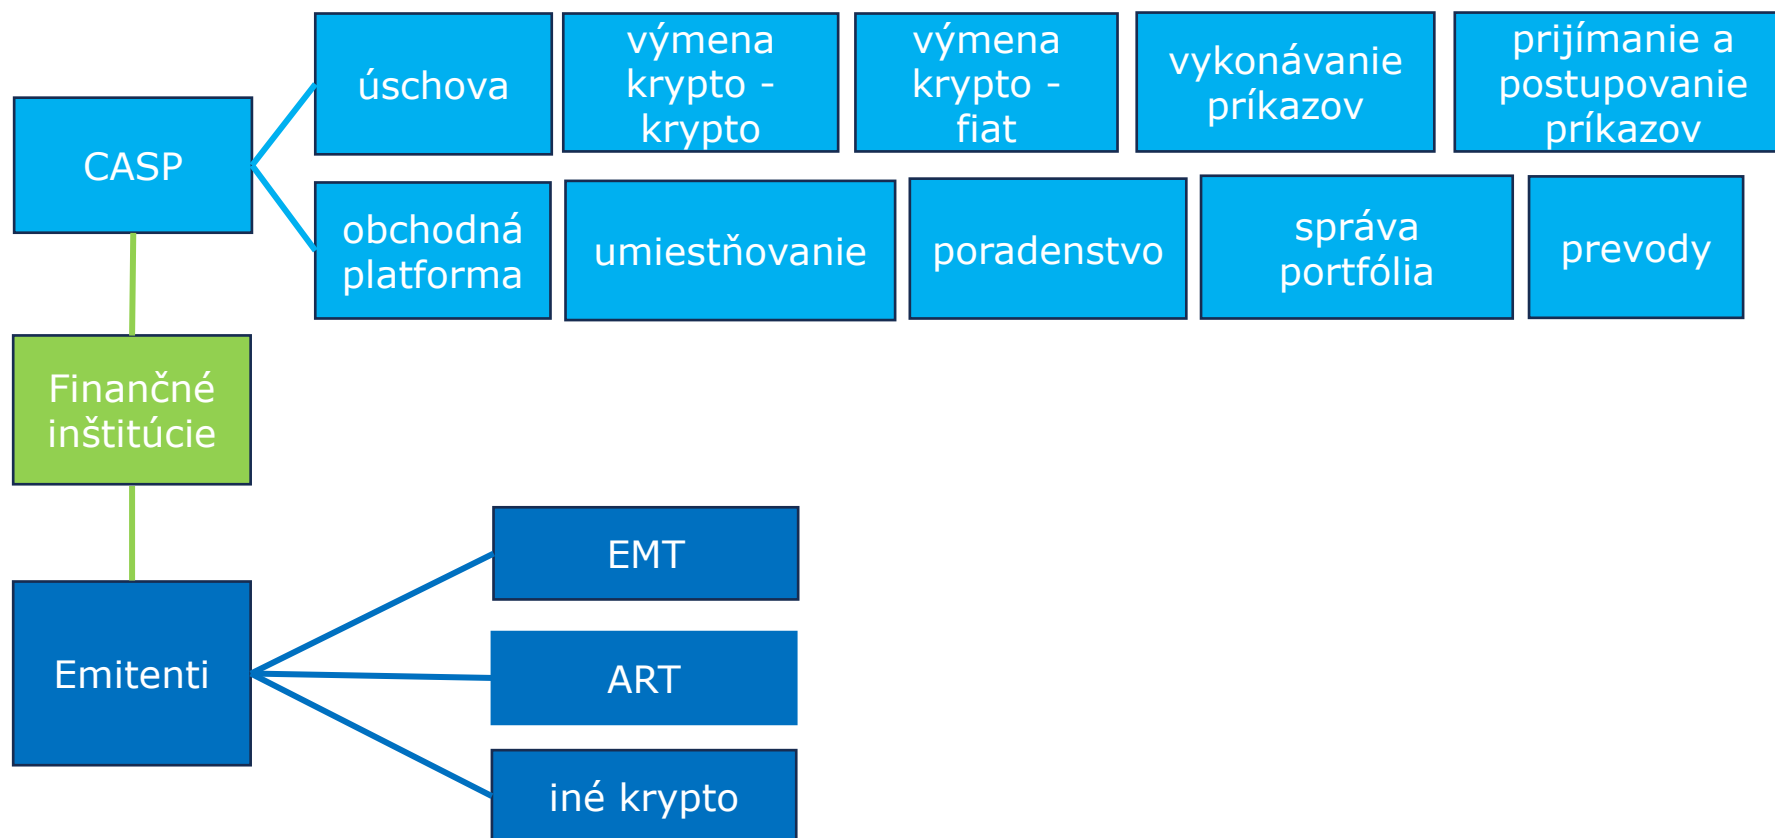 CASP
úschova
výmena
krypto -
krypto
výmena
krypto -
fiat
vykonávanie
príkazov
prijímanie a
postupovanie
príkazov
obchodná
platforma
umiestňovanie
poradenstvo
správa
portfólia
prevody
Finančné
inštitúcie
Emitenti
EMT
ART
iné krypto